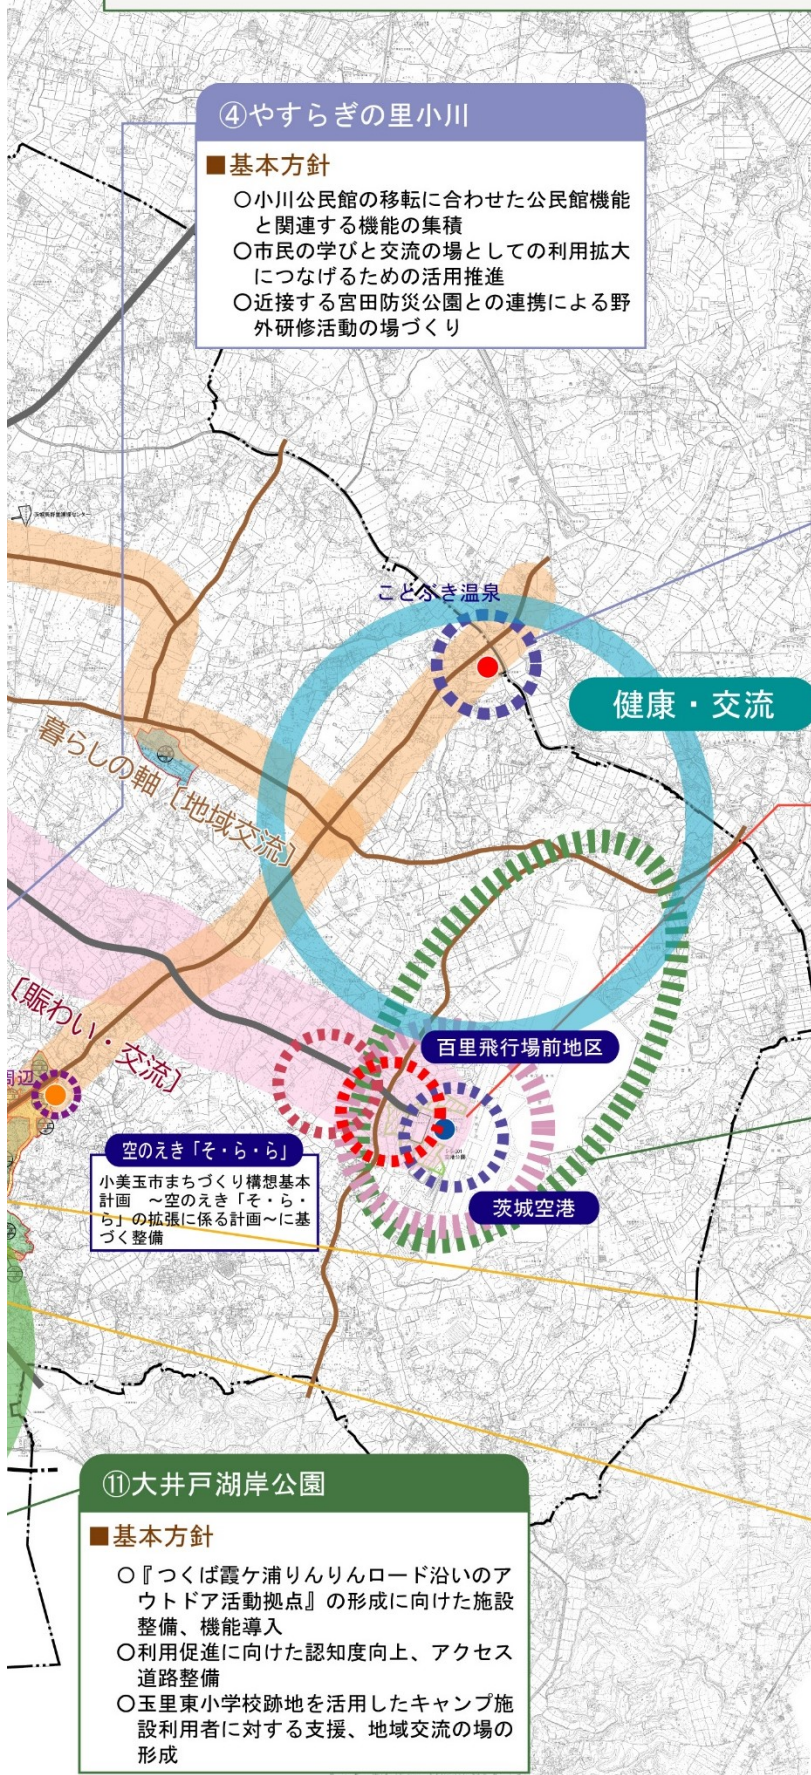 ④やすらぎの里小川
■基本方針
○小川公民館の移転に合わせた公民館機能
と関連する機能の集積
○市民の学びと交流の場としての利用拡大
につなげるための活用推進
○近接する宮田防災公園との連携による野
外研修活動の場づくり
ことぶき温泉
健康・交流
暮らしの軸〔地域交流〕
〔賑わい・交流〕
百里飛行場前地区
周辺
空のえき「そ・ら・ら」
小美玉市まちづくり構想基本
計画　～空のえき「そ・ら・
ら」の拡張に係る計画～に基
づく整備
茨城空港
⑪大井戸湖岸公園
■基本方針
○『つくば霞ケ浦りんりんロード沿いのア
ウトドア活動拠点』の形成に向けた施設
整備、機能導入
○利用促進に向けた認知度向上、アクセス
道路整備
○玉里東小学校跡地を活用したキャンプ施
設利用者に対する支援、地域交流の場の
形成